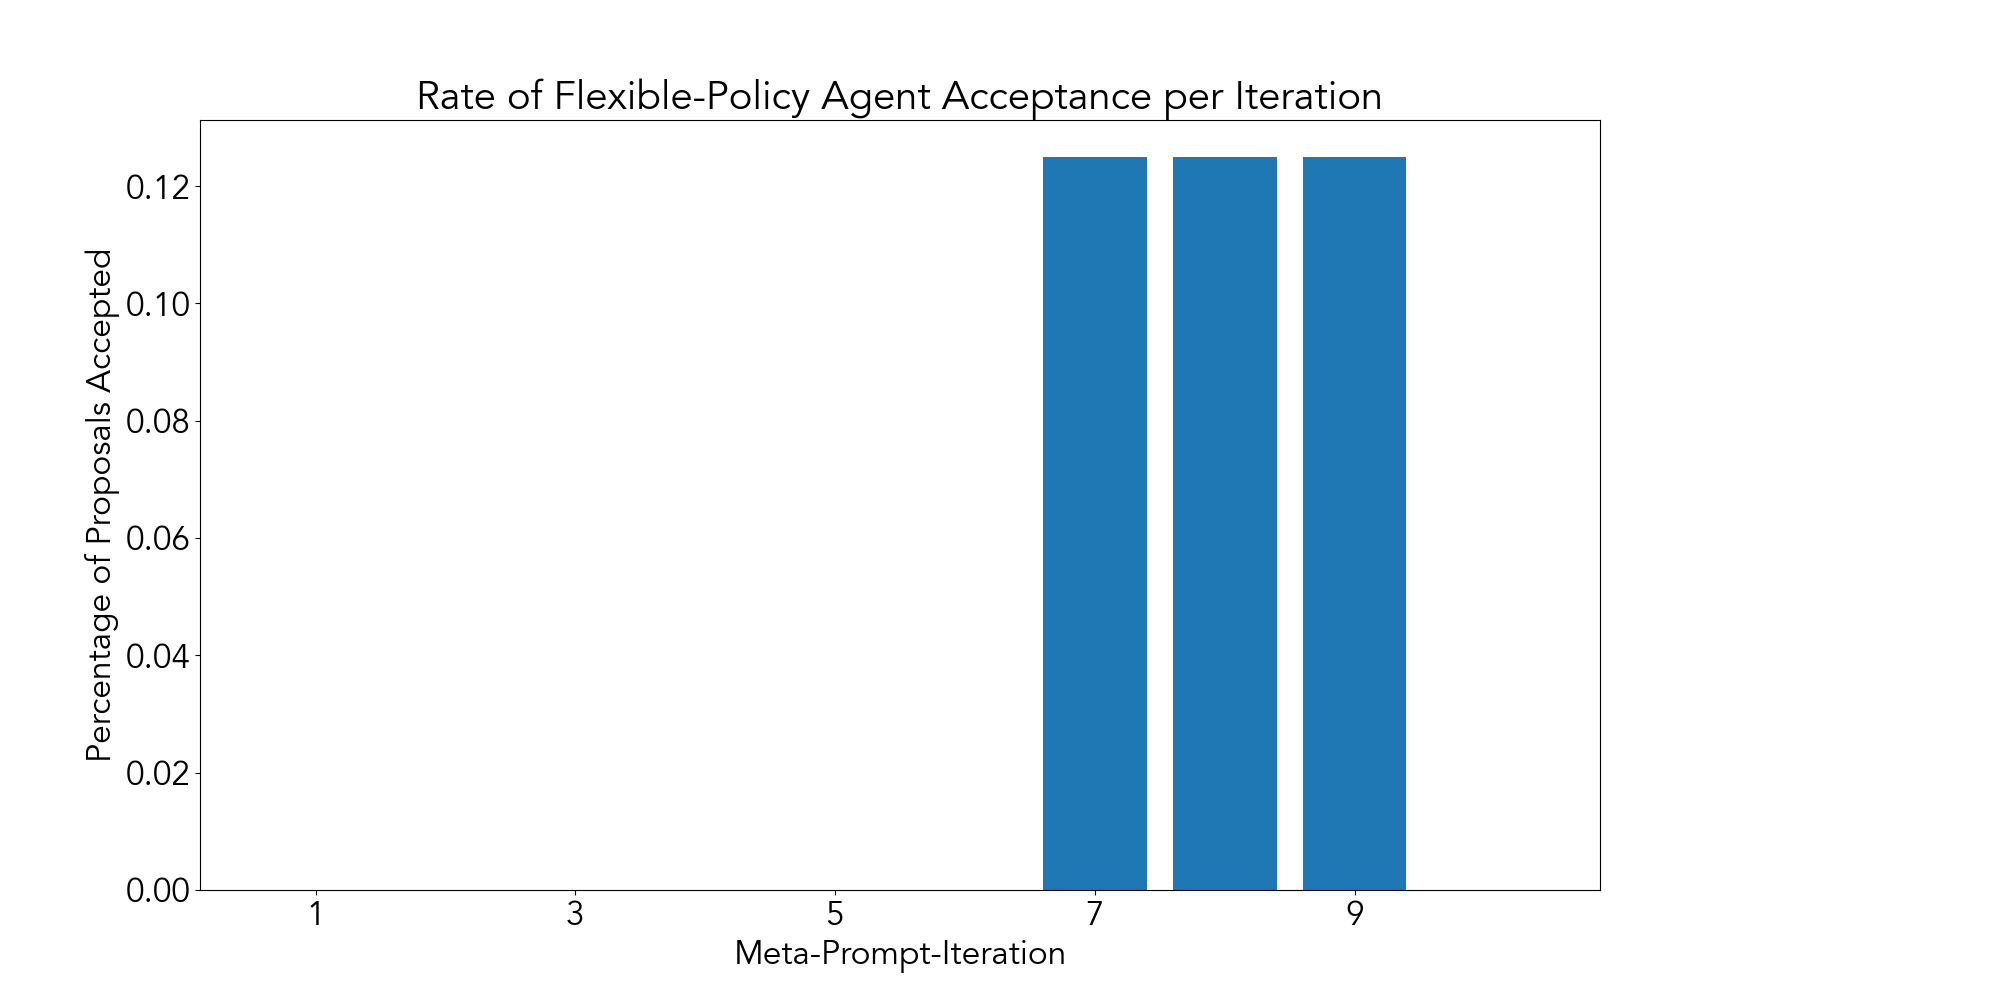 Rate of Flexible-Policy Agent Acceptance per Iteration
Percentage of Proposals Accepted
0.12
0.10
0.08
0.06
0.04
0.02
0.00
1 3 5 7 9
Meta-Prompt-Iteration